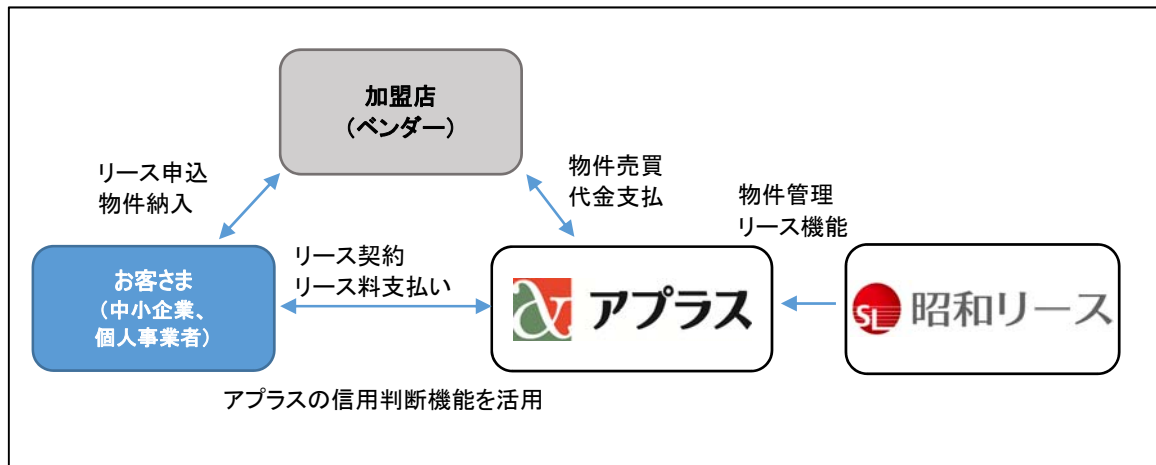 加盟店
（ベンダー）
リース申込
物件納入
物件売買
代金支払
物件管理
リース機能
お客さま
（中小企業、
個人事業者）
リース契約
リース料支払い
アプラス
SL 昭和リース
アプラスの信用判断機能を活用